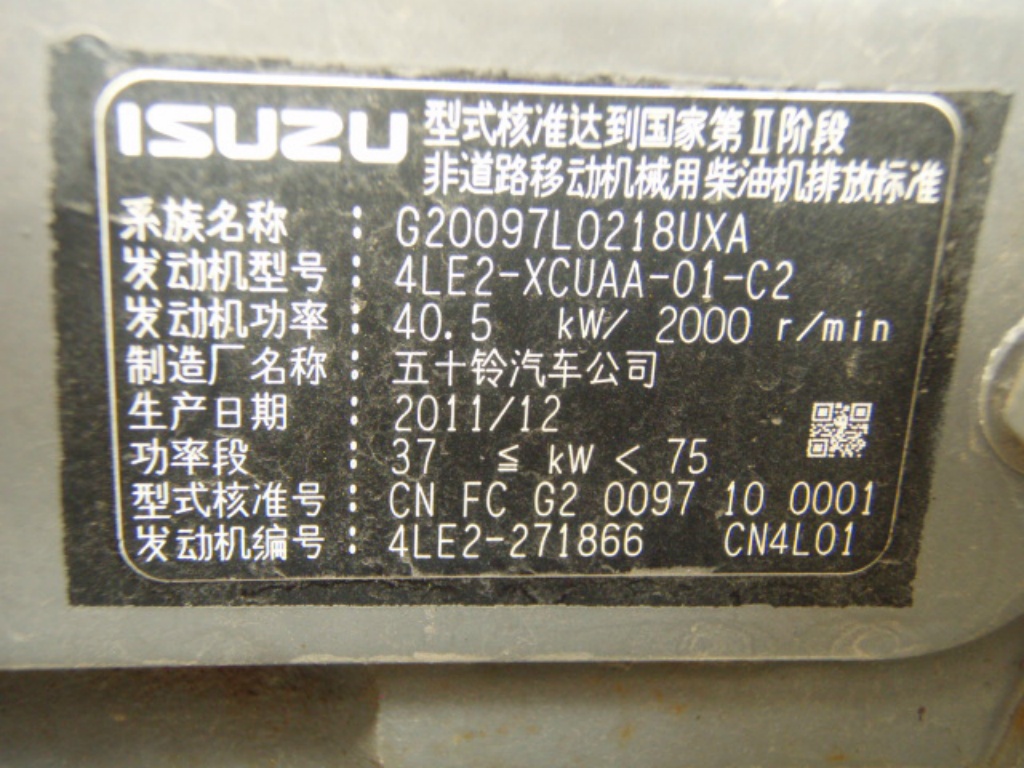 ISUZU 型式核准达到国家第Ⅱ阶段
非道路移动机械用柴油机排放标准
系族名称 : G20097L0218UXA
发动机型号 : 4LE2-XCUAA-01-C2
发动机功率 : 40.5 kW/ 2000 r/min
制造厂名称 : 五十铃汽车公司
生产日期 : 2011/12
功率段 : 37 ≦ kW < 75
型式核准号 : CN FC G2 0097 10 0001
发动机编号 : 4LE2-271866 CN4L01